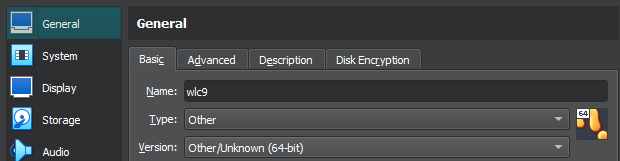 General
System
Display
Storage
Audio
General
Basic Advanced Description Disk Encryption
Name: wlc9
Type: Other
64
Version: Other/Unknown (64-bit)